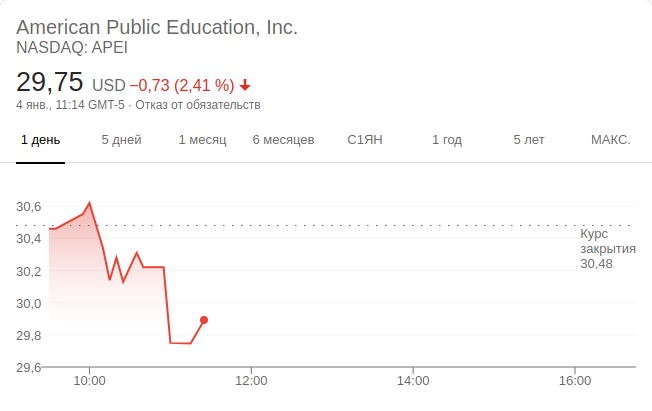 American Public Education, Inc.
NASDAQ: APEI
29,75 USD −0,73 (2,41 %)
4 янв., 11:14 GMT-5 · Отказ от обязательств
1 день 5 дней 1 месяц 6 месяцев С1ЯН 1 год 5 лет МАКС.
30,6
30,4
30,2
30,0
29,8
29,6
Курс
закрытия
30,48
10:00 12:00 14:00 16:00